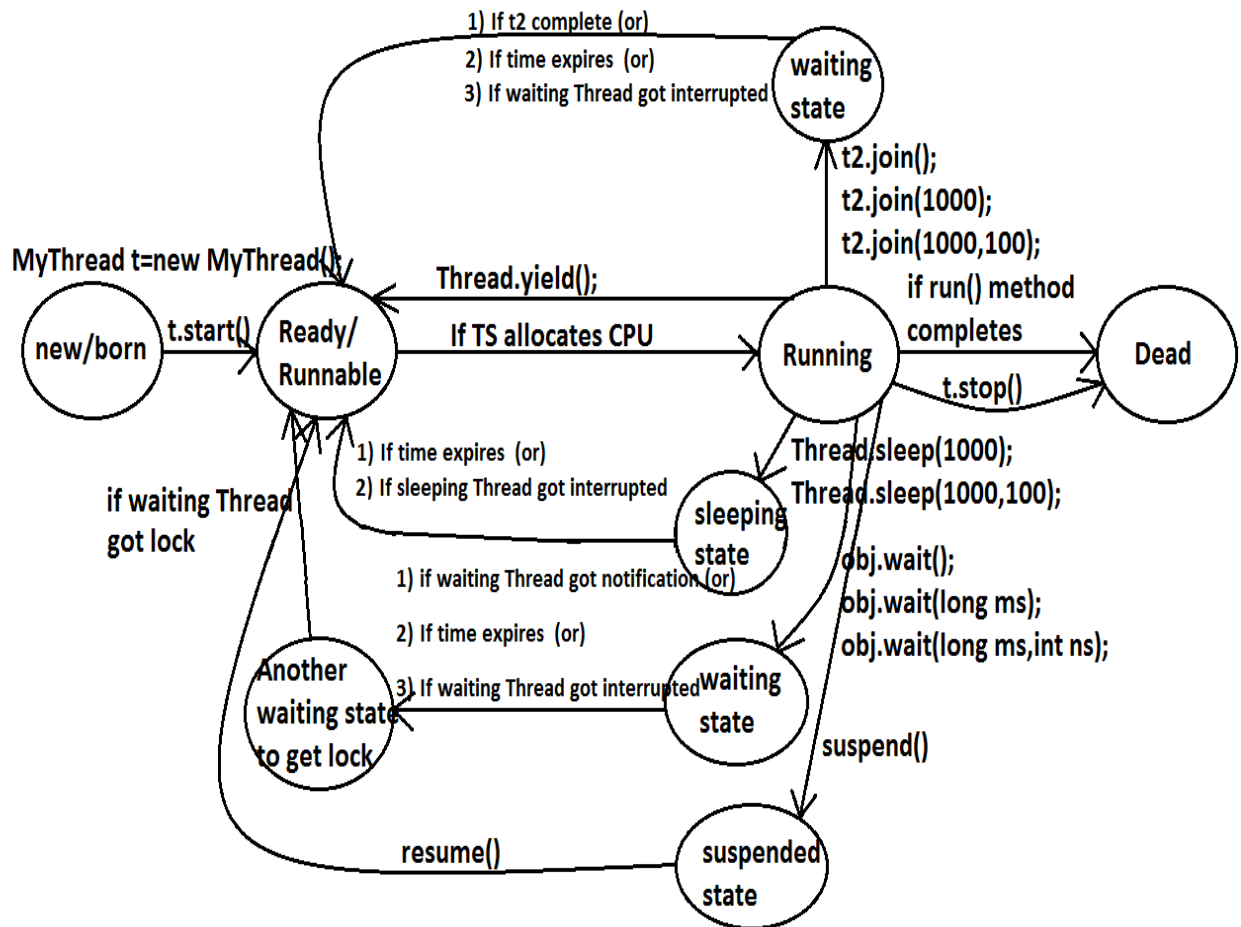 1) If t2 complete (or)
2) If time expires (or)
3) If waiting Thread got interrupted
waiting
state
t2.join();
t2.join(1000);
t2.join(1000,100);
MyThread t=new MyThread();
new/born
t.start()
Ready/
Runnable
Thread.yield();
If TS allocates CPU
Running
if run() method
completes
t.stop()
Dead
1) If time expires (or)
2) If sleeping Thread got interrupted
Thread.sleep(1000);
Thread.sleep(1000,100);
sleeping
state
if waiting Thread
got lock
1) if waiting Thread got notification (or)
2) If time expires (or)
3) If waiting Thread got interrupted
obj.wait();
obj.wait(long ms);
obj.wait(long ms,int ns);
waiting
state
Another
waiting state
to get lock
suspend()
resume()
suspended
state